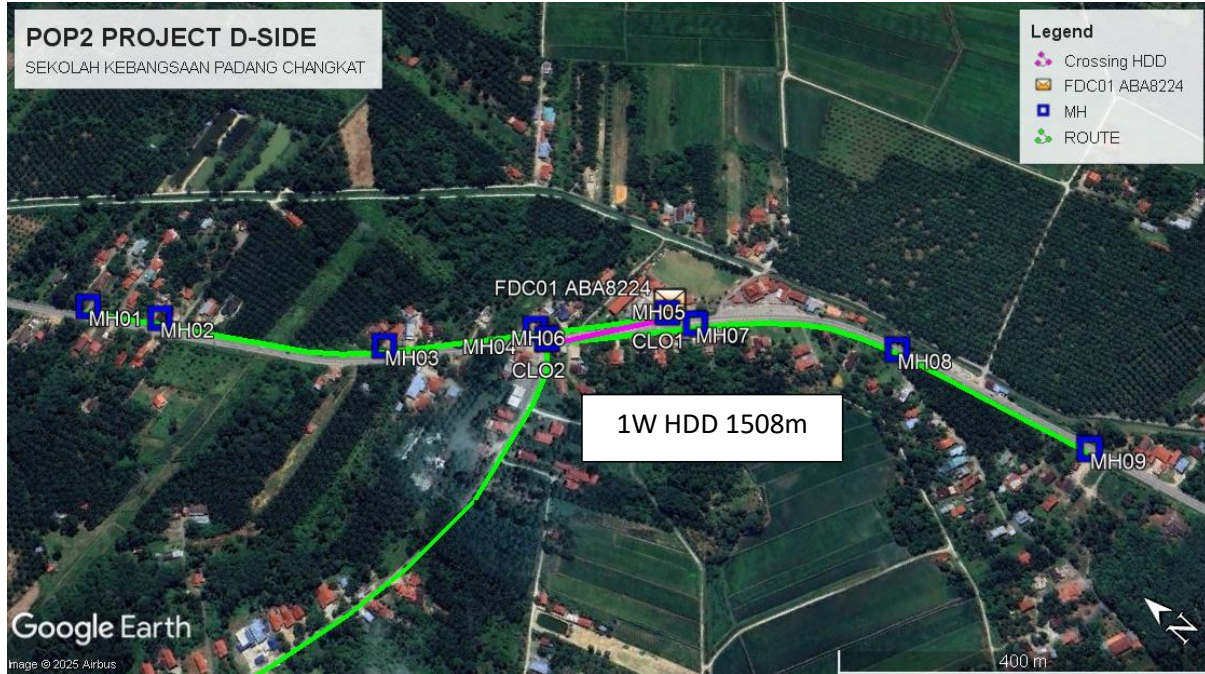 POP2 PROJECT D-SIDE
SEKOLAH KEBANGSAAN PADANG CHANGKAT
Legend
Crossing HDD
FDC01 ABA8224
MH
ROUTE
FDC01 ABA8224
MH01
MH02
MH03
MH04
MH06
MH05
MH07
CLO1
CLO2
MH08
MH09
1W HDD 1508m
Google Earth
Image © 2025 Airbus
400 m
N